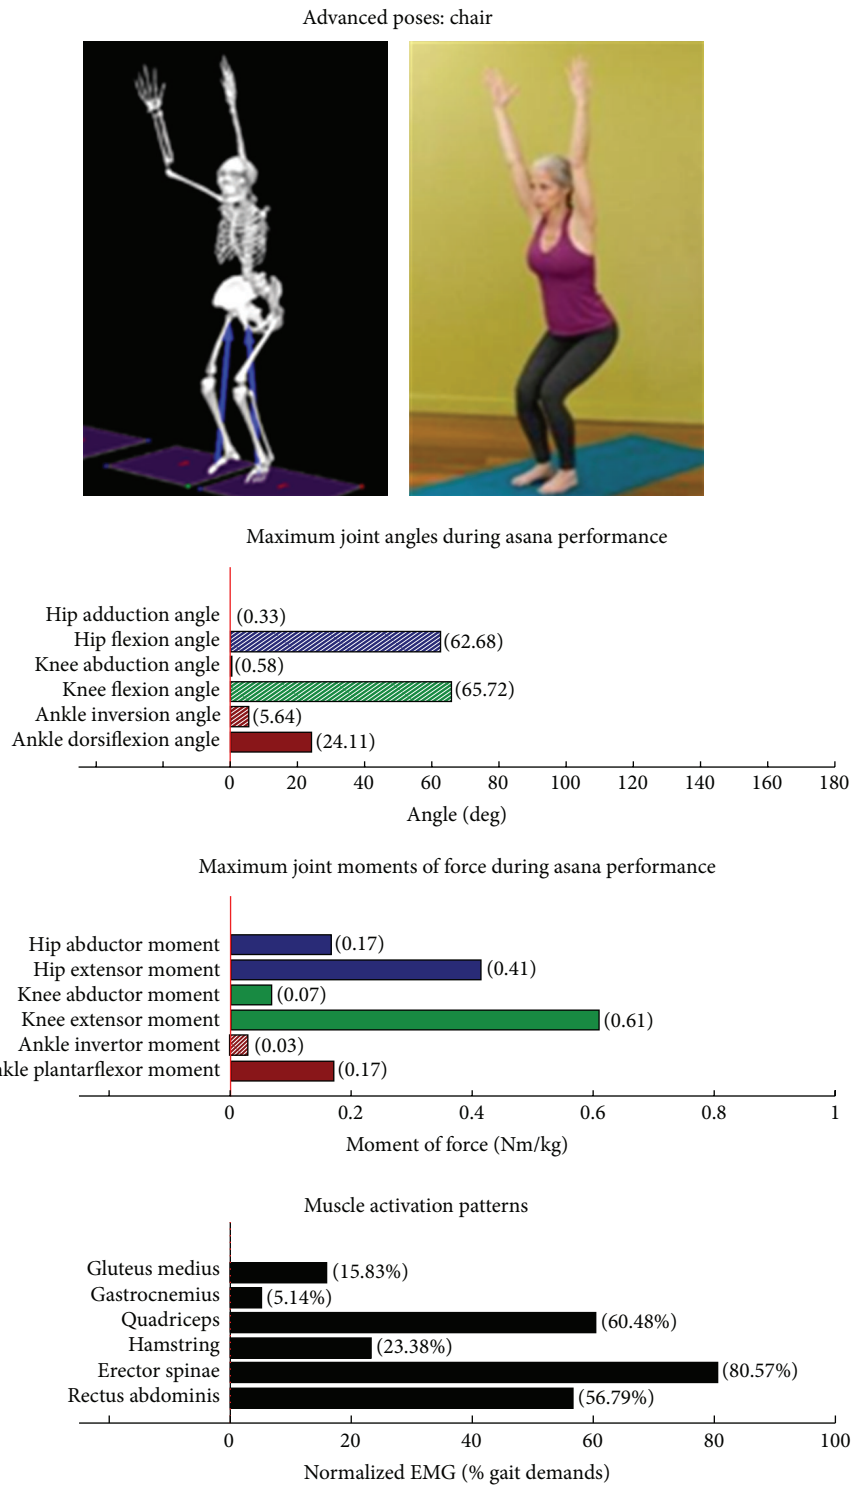 Advanced poses: chair
Maximum joint angles during asana performance
Hip adduction angle (0.33)
Hip flexion angle (62.68)
Knee abduction angle (0.58)
Knee flexion angle (65.72)
Ankle inversion angle (5.64)
Ankle dorsiflexion angle (24.11)
0 20 40 60 80 100 120 140 160 180
Angle (deg)
Maximum joint moments of force during asana performance
Hip abductor moment (0.17)
Hip extensor moment (0.41)
Knee abductor moment (0.07)
Knee extensor moment (0.61)
Ankle invertor moment (0.03)
nkle plantarflexor moment (0.17)
0 0.2 0.4 0.6 0.8 1
Moment of force (Nm/kg)
Muscle activation patterns
Gluteus medius (15.83%)
Gastrocnemius (5.14%)
Quadriceps (60.48%)
Hamstring (23.38%)
Erector spinae (80.57%)
Rectus abdominis (56.79%)
0 20 40 60 80 100
Normalized EMG (% gait demands)